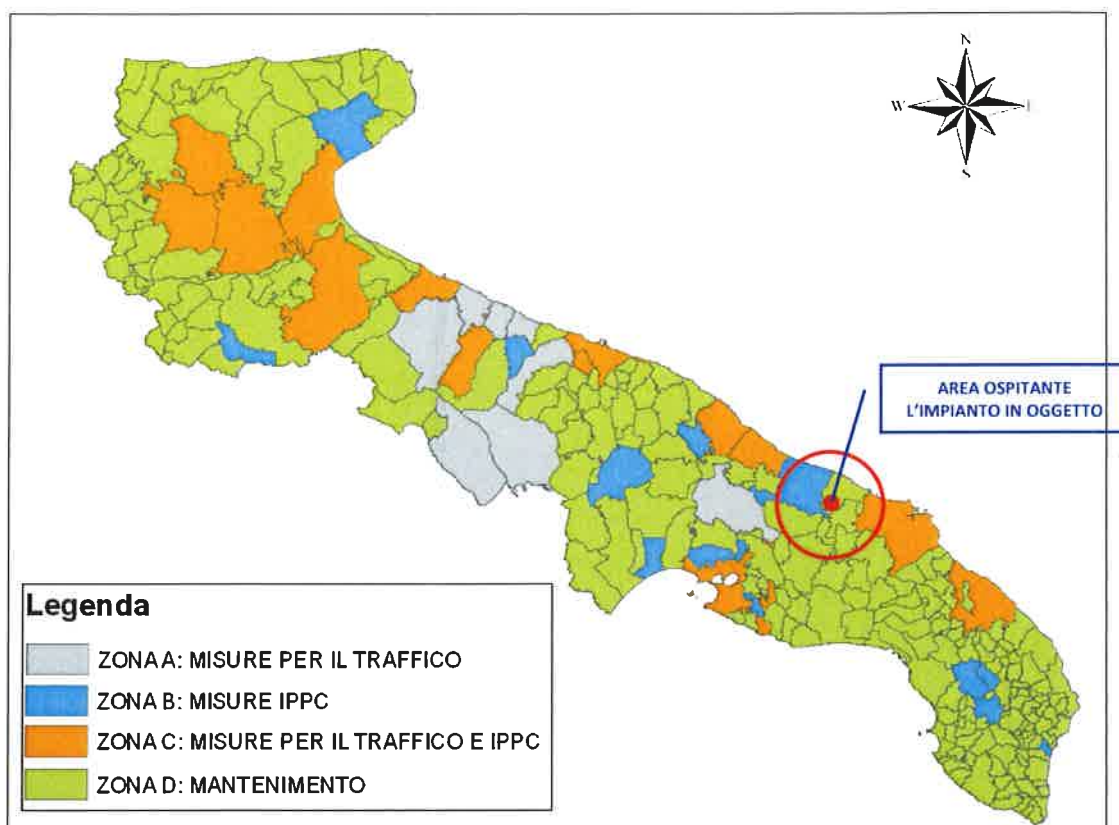 N
W
I
S
AREA OSPITANTE
L'IMPIANTO IN OGGETTO
Legenda
ZONA A: MISURE PER IL TRAFFICO
ZONA B: MISURE IPPC
ZONA C: MISURE PER IL TRAFFICO E IPPC
ZONA D: MANTENIMENTO